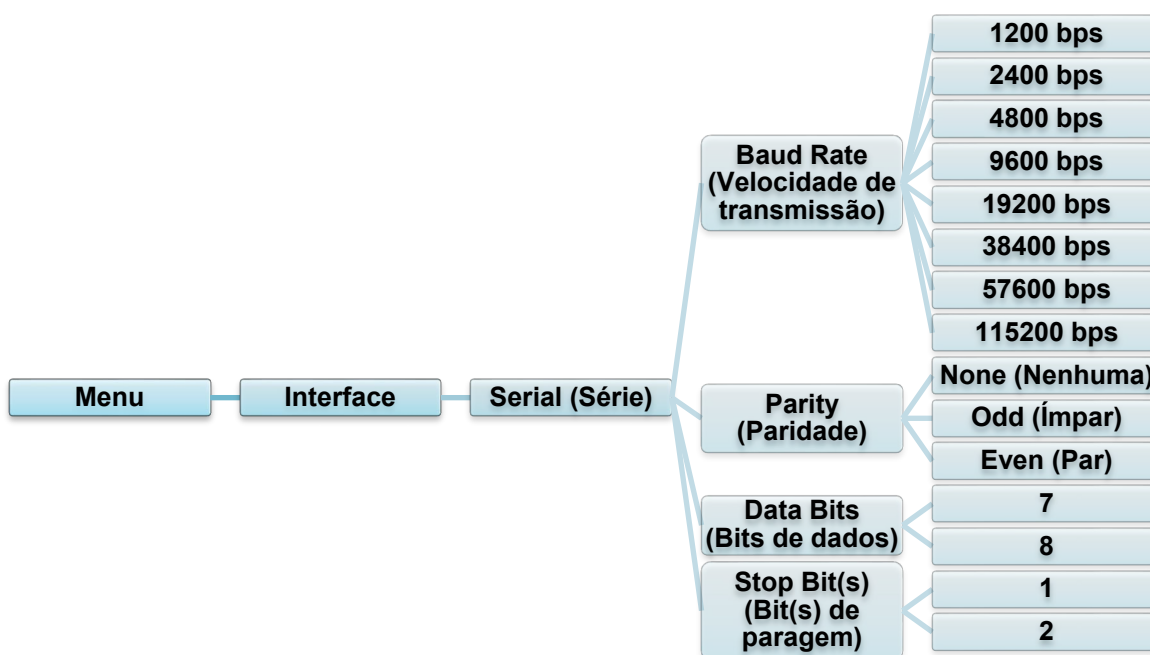 Menu
Interface
Serial (Série)
Baud Rate
(Velocidade de
transmissão)
1200 bps
2400 bps
4800 bps
9600 bps
19200 bps
38400 bps
57600 bps
115200 bps
Parity
(Paridade)
None (Nenhuma)
Odd (Ímpar)
Even (Par)
Data Bits
(Bits de dados)
7
8
Stop Bit(s)
(Bit(s) de
paragem)
1
2